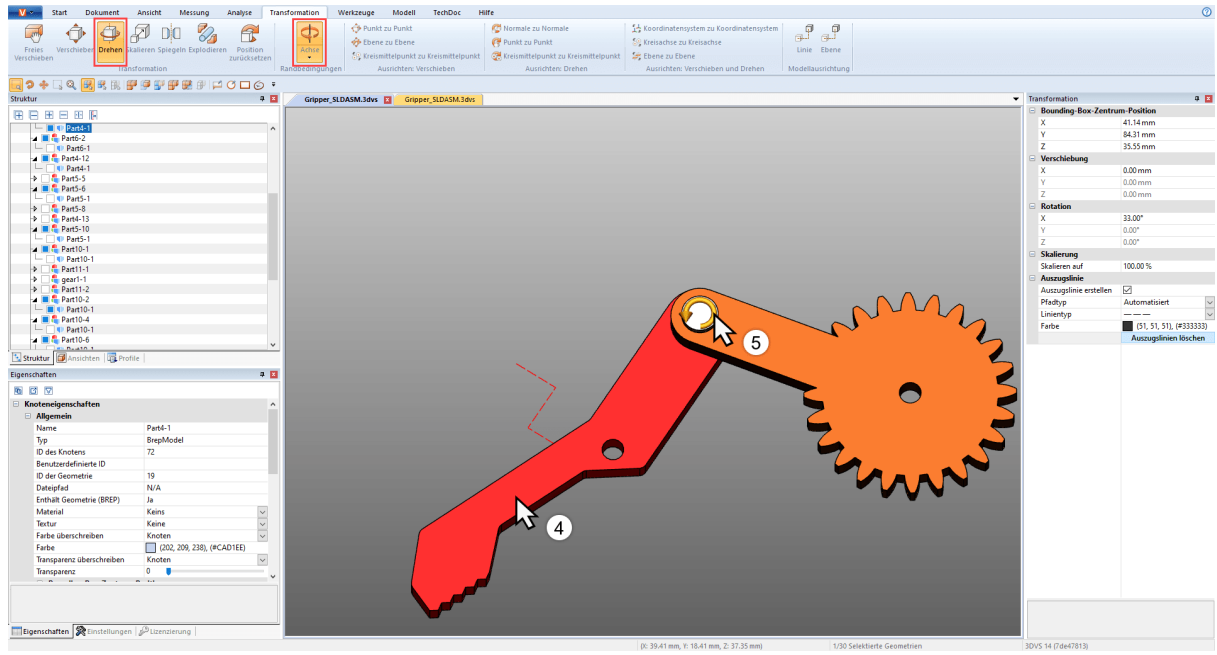 Start Dokument Ansicht Messung Analyse Transformation Werkzeuge Modell TechDoc Hilfe
Freies Verschieben
Verschieben
Drehen
Skalieren
Spiegeln
Explodieren
Position zurücksetzen
Transformation
Achse
Randbedingungen
Punkt zu Punkt
Ebene zu Ebene
Kreismittelpunkt zu Kreismittelpunkt
Ausrichten: Verschieben
Normale zu Normale
Punkt zu Punkt
Kreismittelpunkt zu Kreismittelpunkt
Ausrichten: Drehen
Koordinatensystem zu Koordinatensystem
Kreisachse zu Kreisachse
Ebene zu Ebene
Ausrichten: Verschieben und Drehen
Linie Ebene
Modellausrichtung
Struktur
Part4-1
Part6-2
Part6-1
Part4-12
Part4-1
Part5-5
Part5-6
Part5-1
Part5-8
Part4-13
Part5-10
Part5-1
Part10-1
Part10-1
Part11-1
gear1-1
Part11-2
Part10-2
Part10-1
Part10-4
Part10-1
Part10-6
Struktur Ansichten Profile
Eigenschaften
Knoteneigenschaften
Allgemein
Name Part4-1
Typ BrepModel
ID des Knotens 72
Benutzerdefinierte ID
ID der Geometrie 19
Dateipfad N/A
Enthält Geometrie (BREP) Ja
Material Keins
Textur Keine
Farbe überschreiben Knoten
Farbe (202, 209, 238), (#CAD1EE)
Transparenz überschreiben Knoten
Transparenz 0
Eigenschaften Einstellungen Lizenzierung
Gripper_SLDASM.3dvs Gripper_SLDASM.3dvs
5
4
Transformation
Bounding-Box-Zentrum-Position
X 41.14 mm
Y 84.31 mm
Z 35.55 mm
Verschiebung
X 0.00 mm
Y 0.00 mm
Z 0.00 mm
Rotation
X 33.00°
Y 0.00°
Z 0.00°
Skalierung
Skalieren auf 100.00 %
Auszugslinie
Auszugslinie erstellen
Pfadtyp Automatisiert
Linientyp
Farbe (51, 51, 51), (#333333)
Auszugslinien löschen
(X: 39.41 mm, Y: 18.41 mm, Z: 37.35 mm) 1/30 Selektierte Geometrien 3DVS 14 (7de47813)